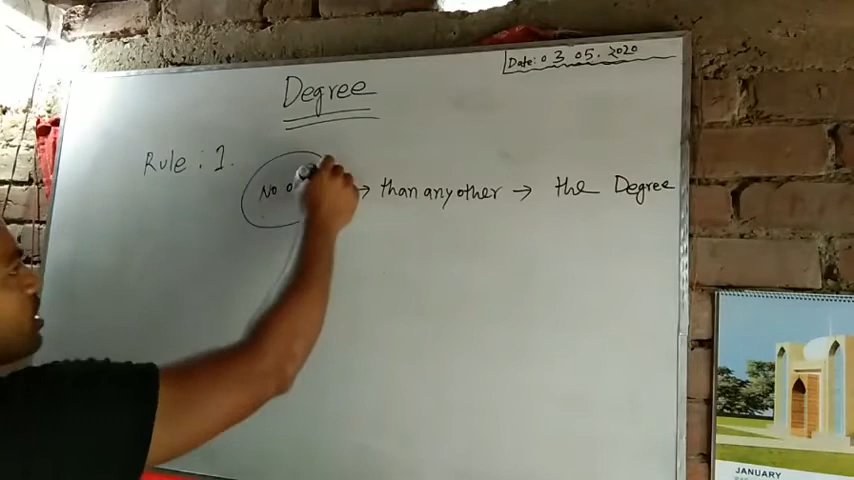 Degree
Date: 03.05.2020
Rule: 1.
No → than any other → the Degree
JANUARY